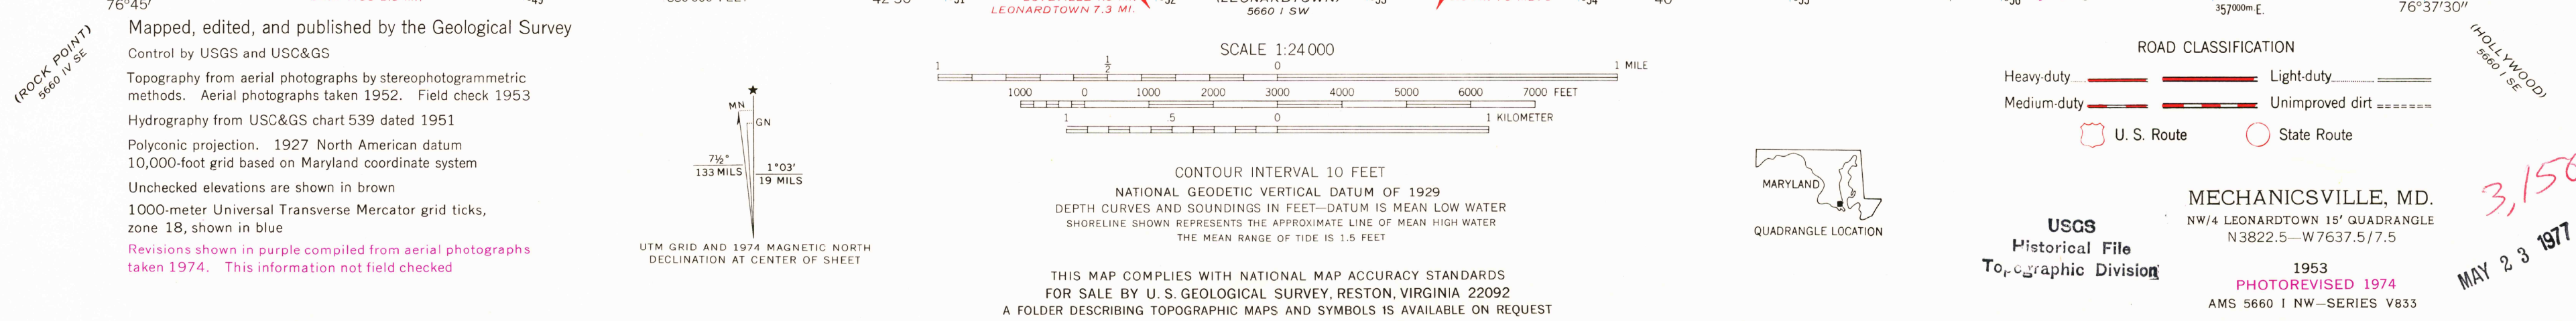 76°45′
LEONARDTOWN 7.3 MI.
5660 I SW
357000m.E.
76°37′30″
(ROCK POINT)
5660 IV SE
Mapped, edited, and published by the Geological Survey
Control by USGS and USC&GS
Topography from aerial photographs by stereophotogrammetric
methods. Aerial photographs taken 1952. Field check 1953
Hydrography from USC&GS chart 539 dated 1951
Polyconic projection. 1927 North American datum
10,000-foot grid based on Maryland coordinate system
Unchecked elevations are shown in brown
1000-meter Universal Transverse Mercator grid ticks,
zone 18, shown in blue
Revisions shown in purple compiled from aerial photographs
taken 1974. This information not field checked
★
MN
GN
7½°
133 MILS
1°03′
19 MILS
UTM GRID AND 1974 MAGNETIC NORTH
DECLINATION AT CENTER OF SHEET
SCALE 1:24 000
1 ½ 0 1 MILE
1000 0 1000 2000 3000 4000 5000 6000 7000 FEET
1 .5 0 1 KILOMETER
CONTOUR INTERVAL 10 FEET
NATIONAL GEODETIC VERTICAL DATUM OF 1929
DEPTH CURVES AND SOUNDINGS IN FEET—DATUM IS MEAN LOW WATER
SHORELINE SHOWN REPRESENTS THE APPROXIMATE LINE OF MEAN HIGH WATER
THE MEAN RANGE OF TIDE IS 1.5 FEET
THIS MAP COMPLIES WITH NATIONAL MAP ACCURACY STANDARDS
FOR SALE BY U. S. GEOLOGICAL SURVEY, RESTON, VIRGINIA 22092
A FOLDER DESCRIBING TOPOGRAPHIC MAPS AND SYMBOLS IS AVAILABLE ON REQUEST
MARYLAND
QUADRANGLE LOCATION
ROAD CLASSIFICATION
Heavy-duty Light-duty
Medium-duty Unimproved dirt
U. S. Route State Route
(HOLLYWOOD)
5660 I SE
USGS
Historical File
Topographic Division
MECHANICSVILLE, MD.
NW/4 LEONARDTOWN 15′ QUADRANGLE
N3822.5—W7637.5/7.5
1953
PHOTOREVISED 1974
AMS 5660 I NW—SERIES V833
MAY 23 1977